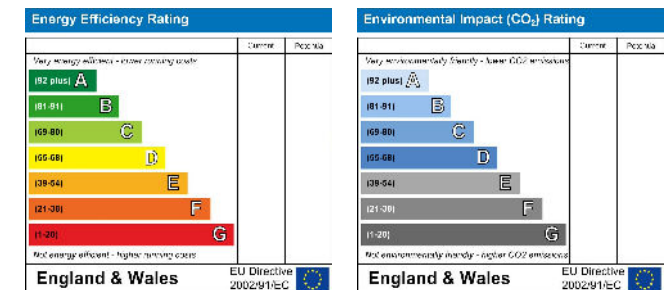 Energy Efficiency Rating
Current Potential
Very energy efficient - lower running costs
(92 plus) A
(81-91) B
(69-80) C
(55-68) D
(39-54) E
(21-38) F
(1-20) G
Not energy efficient - higher running costs
England & Wales
EU Directive
2002/91/EC
Environmental Impact (CO₂) Rating
Current Potential
Very environmentally friendly - lower CO2 emissions
(92 plus) A
(81-91) B
(69-80) C
(55-68) D
(39-54) E
(21-38) F
(1-20) G
Not environmentally friendly - higher CO2 emissions
England & Wales
EU Directive
2002/91/EC